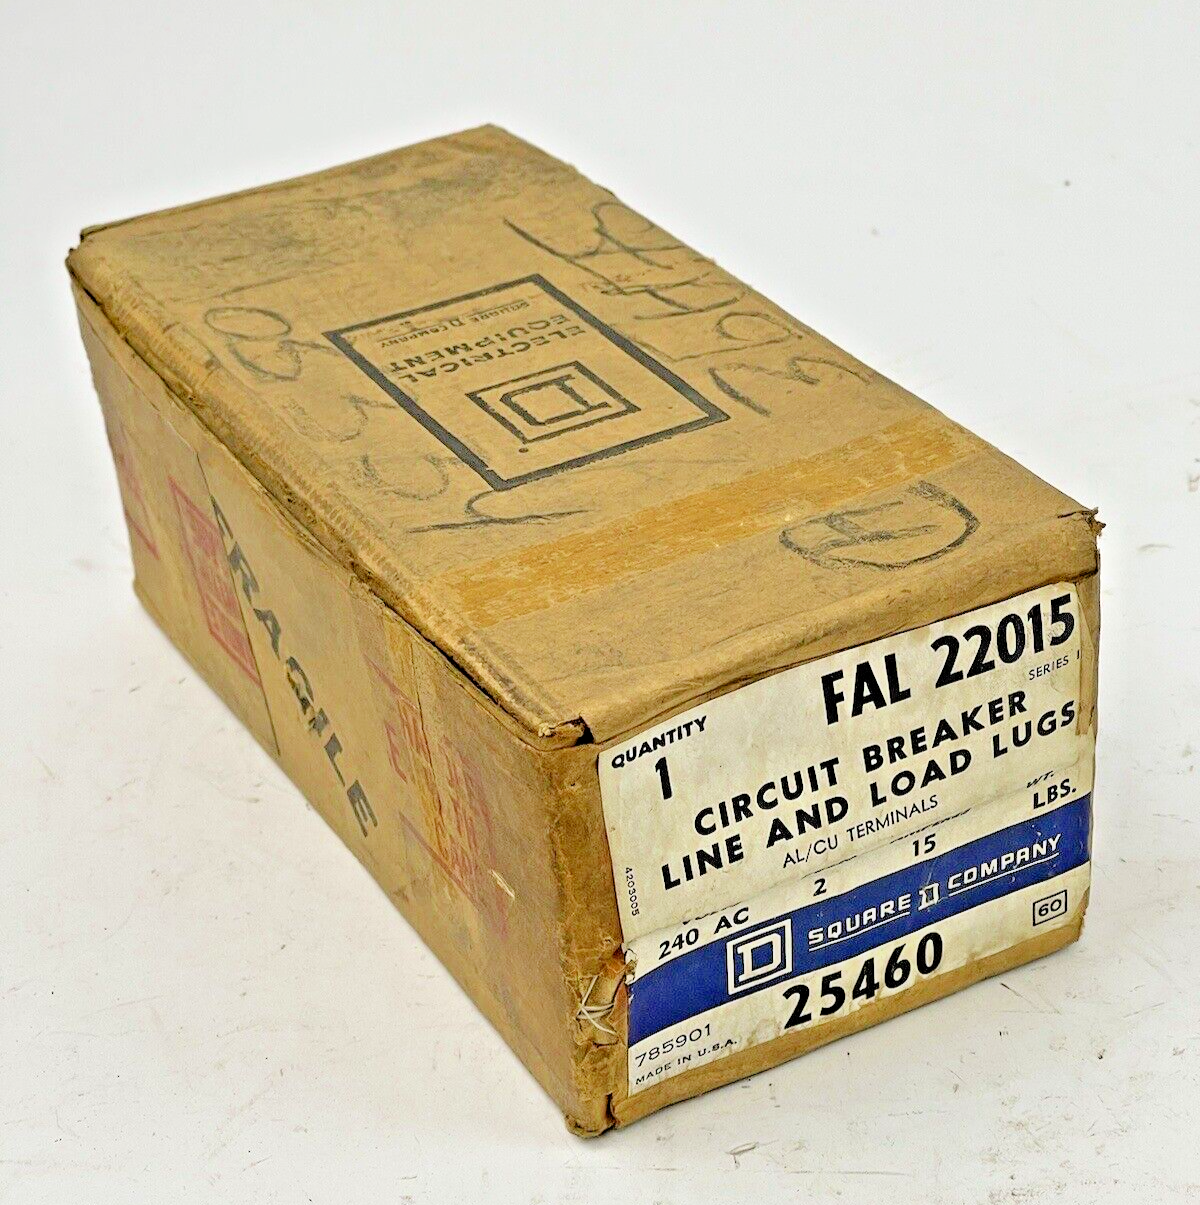 ELECTRICAL
EQUIPMENT
SQUARE D COMPANY
D
FRAGILE
FAL 22015
SERIES 1
QUANTITY
1
CIRCUIT BREAKER
LINE AND LOAD LUGS
AL/CU TERMINALS
WT.
LBS.
240 AC
2
15
4203005
D
SQUARE D COMPANY
25460
60
785901
MADE IN U.S.A.